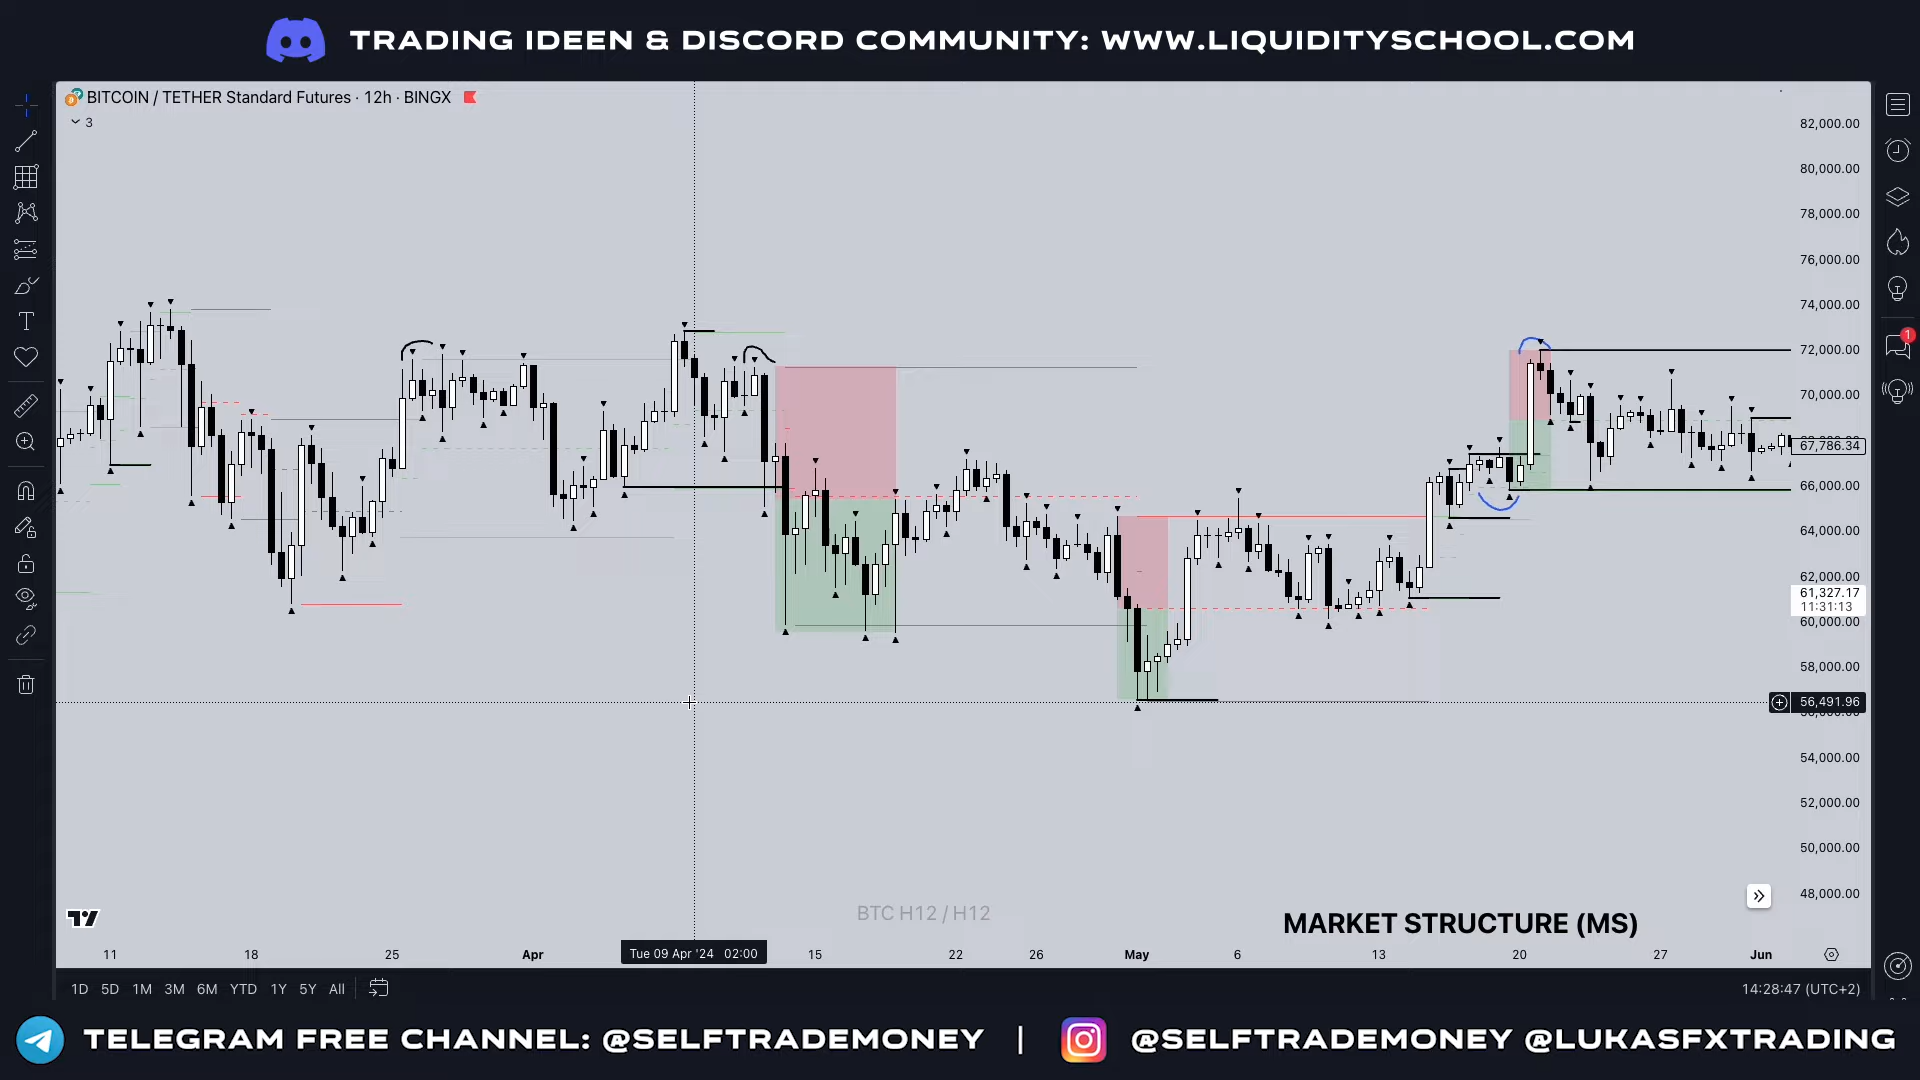 TRADING IDEEN & DISCORD COMMUNITY: WWW.LIQUIDITYSCHOOL.COM
BITCOIN / TETHER Standard Futures · 12h · BINGX
3
82,000.00
80,000.00
78,000.00
76,000.00
74,000.00
72,000.00
70,000.00
67,786.34
66,000.00
64,000.00
62,000.00
61,327.17
11:31:13
60,000.00
58,000.00
56,491.96
54,000.00
52,000.00
50,000.00
48,000.00
1
T
BTC H12 / H12
MARKET STRUCTURE (MS)
11
18
25
Apr
Tue 09 Apr '24 02:00
15
22
26
May
6
13
20
27
Jun
1D 5D 1M 3M 6M YTD 1Y 5Y All
14:28:47 (UTC+2)
TELEGRAM FREE CHANNEL: @SELFTRADEMONEY | @SELFTRADEMONEY @LUKASFXTRADING